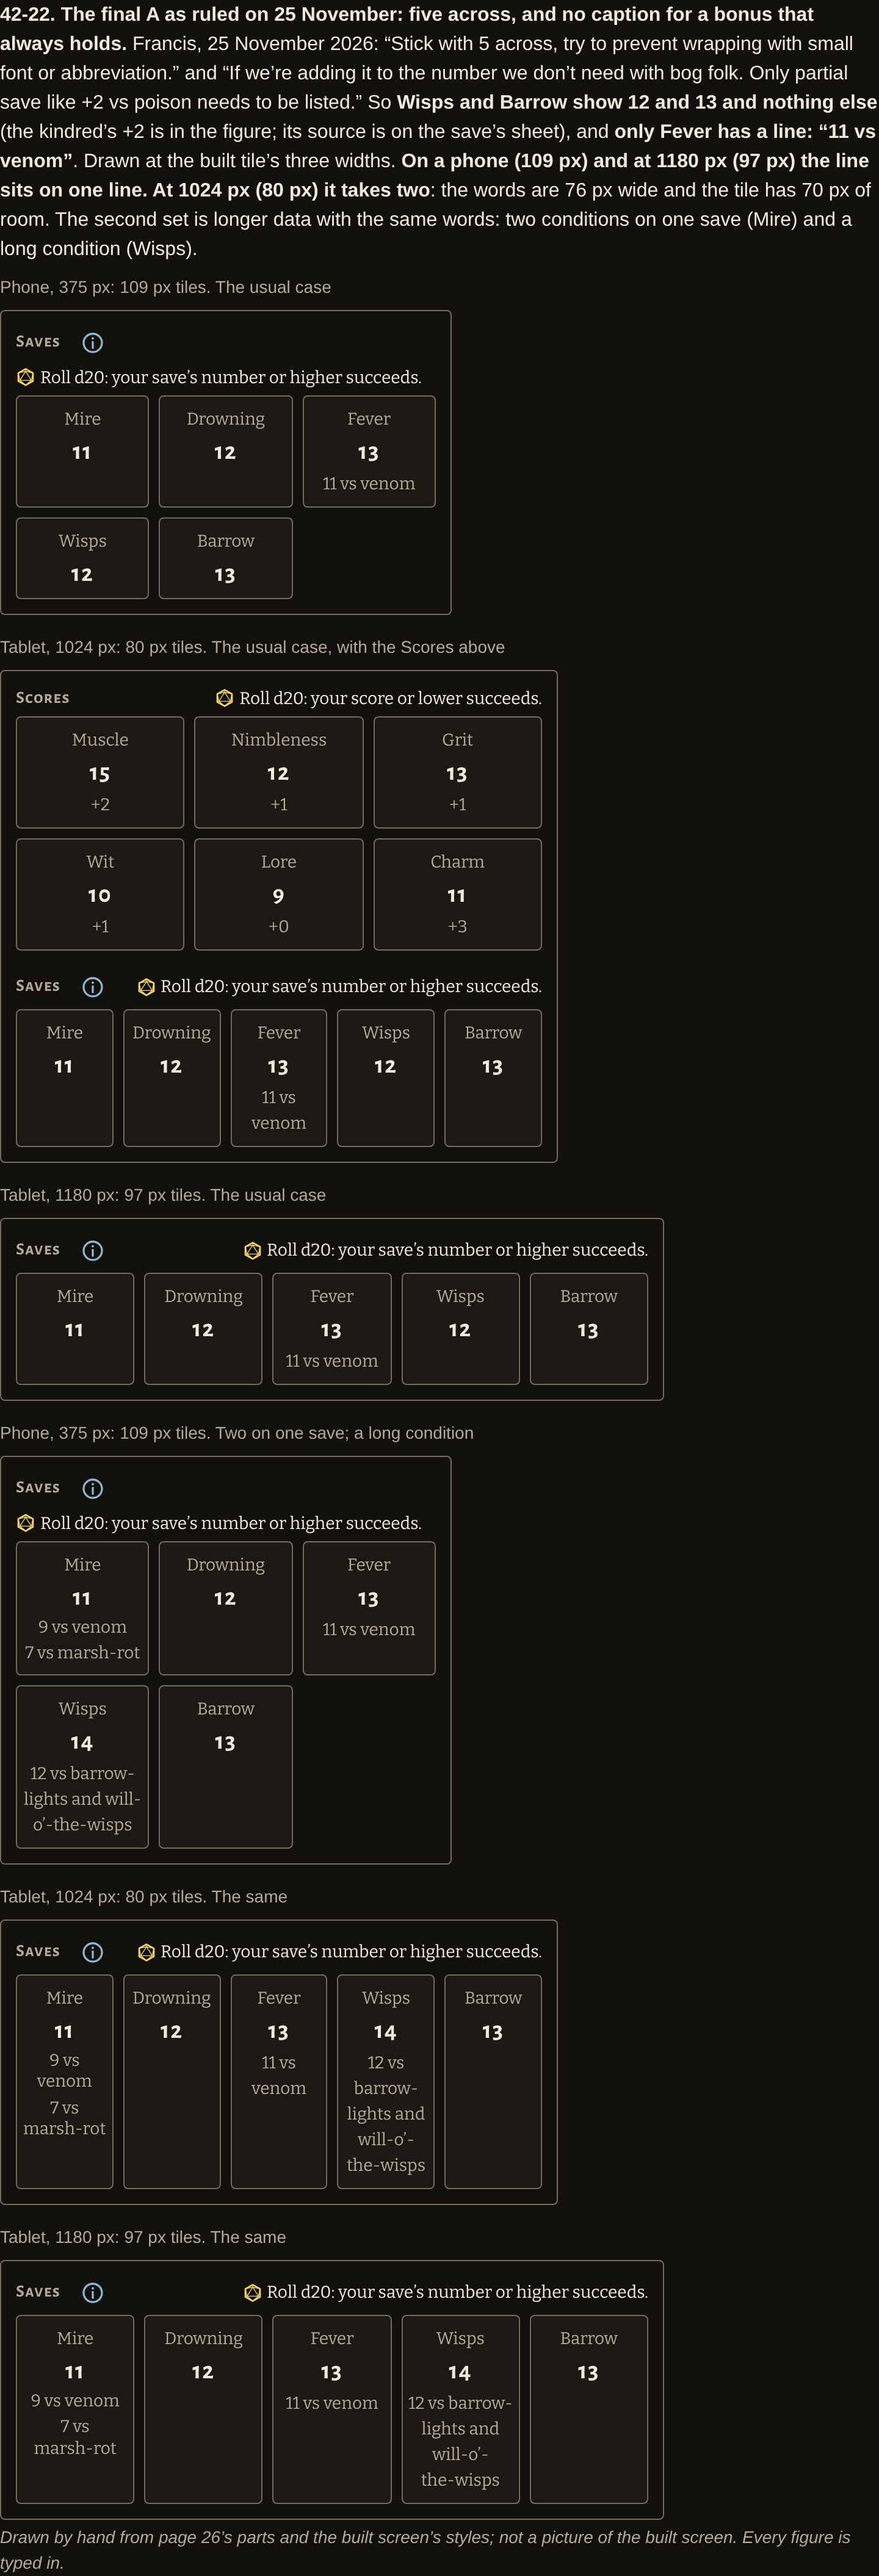 42-22. The final A as ruled on 25 November: five across, and no caption for a bonus that
always holds. Francis, 25 November 2026: “Stick with 5 across, try to prevent wrapping with small
font or abbreviation.” and “If we’re adding it to the number we don’t need with bog folk. Only partial
save like +2 vs poison needs to be listed.” So Wisps and Barrow show 12 and 13 and nothing else
(the kindred’s +2 is in the figure; its source is on the save’s sheet), and only Fever has a line: “11 vs
venom”. Drawn at the built tile’s three widths. On a phone (109 px) and at 1180 px (97 px) the line
sits on one line. At 1024 px (80 px) it takes two: the words are 76 px wide and the tile has 70 px of
room. The second set is longer data with the same words: two conditions on one save (Mire) and a
long condition (Wisps).
Phone, 375 px: 109 px tiles. The usual case
Saves
Roll d20: your save’s number or higher succeeds.
Mire Drowning Fever
11 12 13
11 vs venom
Wisps Barrow
12 13
Tablet, 1024 px: 80 px tiles. The usual case, with the Scores above
Scores Roll d20: your score or lower succeeds.
Muscle Nimbleness Grit
15 12 13
+2 +1 +1
Wit Lore Charm
10 9 11
+1 +0 +3
Saves Roll d20: your save’s number or higher succeeds.
Mire Drowning Fever Wisps Barrow
11 12 13 12 13
11 vs
venom
Tablet, 1180 px: 97 px tiles. The usual case
Saves Roll d20: your save’s number or higher succeeds.
Mire Drowning Fever Wisps Barrow
11 12 13 12 13
11 vs venom
Phone, 375 px: 109 px tiles. Two on one save; a long condition
Saves
Roll d20: your save’s number or higher succeeds.
Mire Drowning Fever
11 12 13
9 vs venom 11 vs venom
7 vs marsh-rot
Wisps Barrow
14 13
12 vs barrow-
lights and will-
o’-the-wisps
Tablet, 1024 px: 80 px tiles. The same
Saves Roll d20: your save’s number or higher succeeds.
Mire Drowning Fever Wisps Barrow
11 12 13 14 13
9 vs 11 vs 12 vs
venom venom barrow-
7 vs lights and
marsh-rot will-o’-
the-wisps
Tablet, 1180 px: 97 px tiles. The same
Saves Roll d20: your save’s number or higher succeeds.
Mire Drowning Fever Wisps Barrow
11 12 13 14 13
9 vs venom 11 vs venom 12 vs barrow-
7 vs lights and
marsh-rot will-o’-
the-wisps
Drawn by hand from page 26’s parts and the built screen’s styles; not a picture of the built screen. Every figure is
typed in.